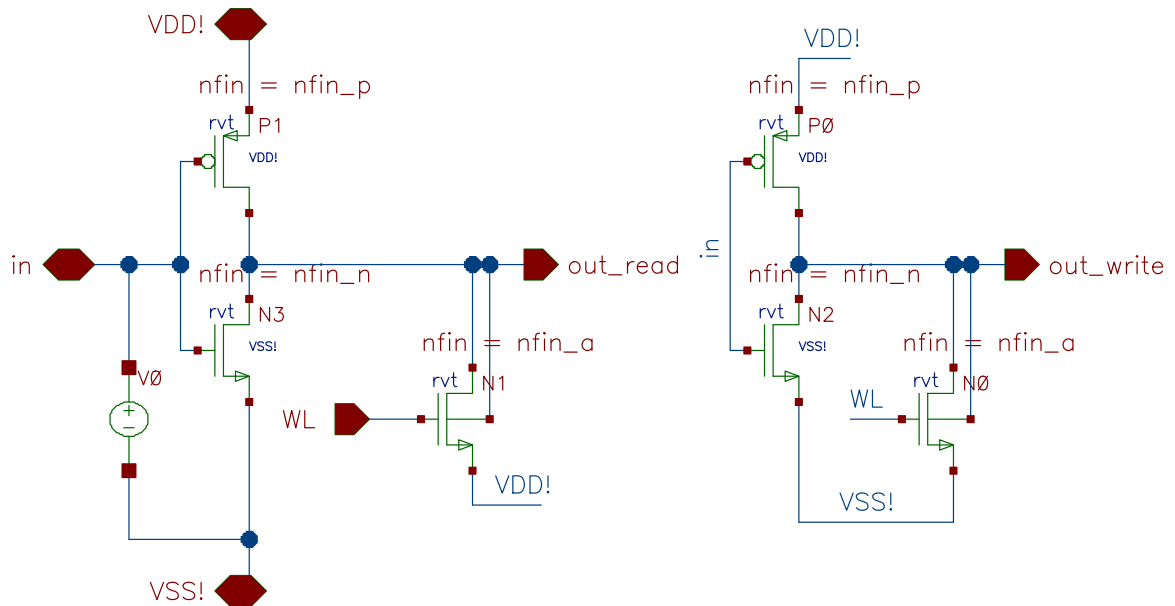 VDD!
nfin = nfin_p
rvt
P1
VDD!
in
nfin = nfin_n
out_read
rvt
N3
VSS!
V0
nfin = nfin_a
rvt
N1
WL
VDD!
VSS!
VDD!
nfin = nfin_p
rvt
P0
VDD!
in
nfin = nfin_n
out_write
rvt
N2
VSS!
nfin = nfin_a
rvt
N0
WL
VSS!